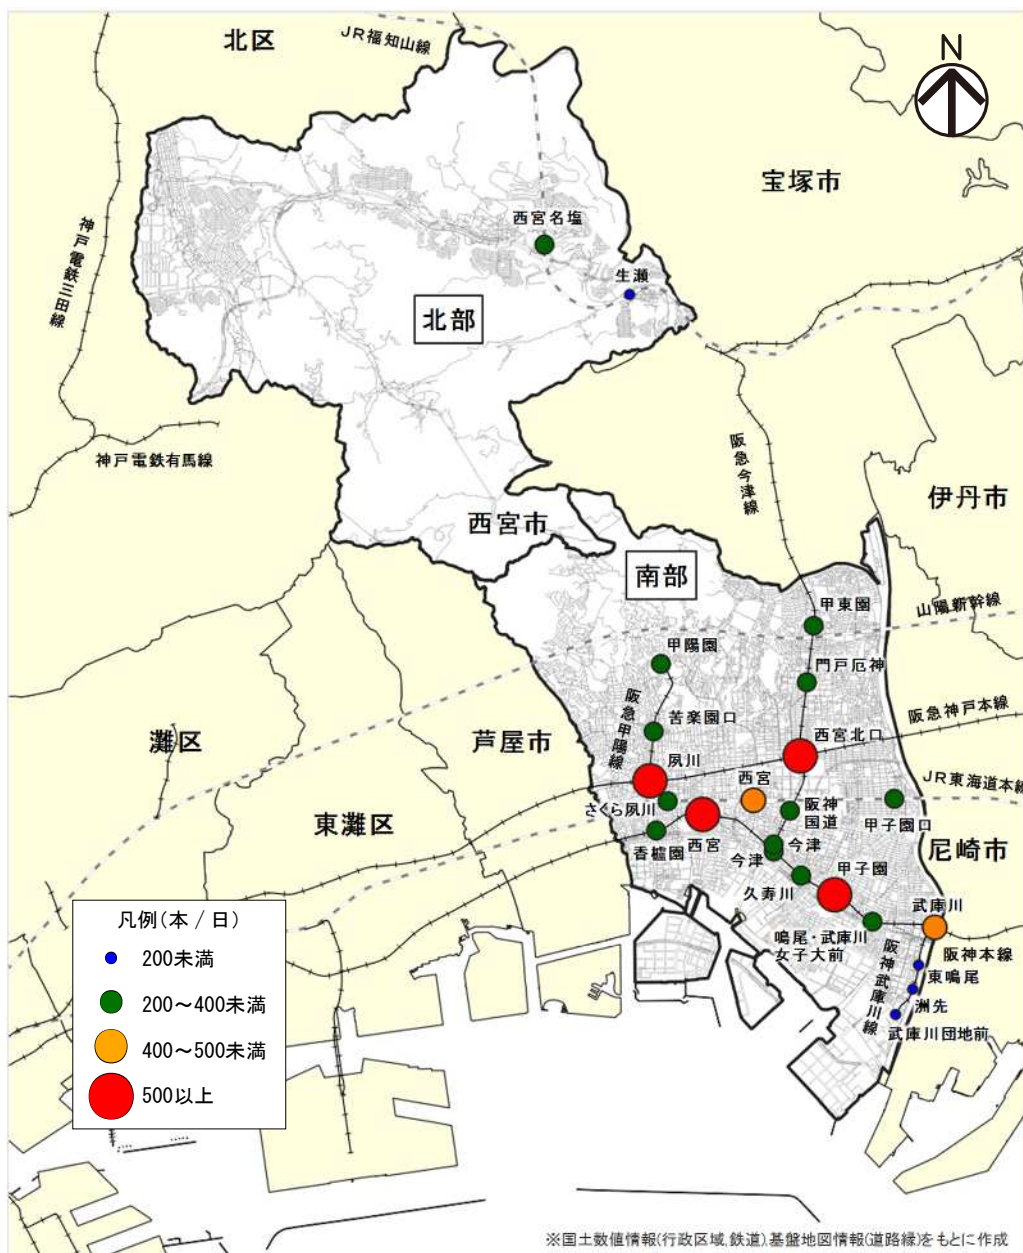 北区
JR福知山線
N
宝塚市
西宮名塩
生瀬
神戸電鉄三田線
北部
神戸電鉄有馬線
阪急今津線
伊丹市
西宮市
南部
山陽新幹線
甲東園
甲陽園
門戸厄神
阪急神戸本線
阪急甲陽線
苦楽園口
西宮北口
灘区
芦屋市
夙川
西宮
JR東海道本線
さくら夙川
阪神
国道
甲子園口
東灘区
香櫨園
西宮
今津
今津
尼崎市
甲子園
久寿川
武庫川
鳴尾・武庫川
女子大前
阪神本線
阪神武庫川線
東鳴尾
洲先
武庫川団地前
凡例(本 / 日)
200未満
200~400未満
400~500未満
500以上
※国土数値情報(行政区域,鉄道),基盤地図情報(道路縁)をもとに作成